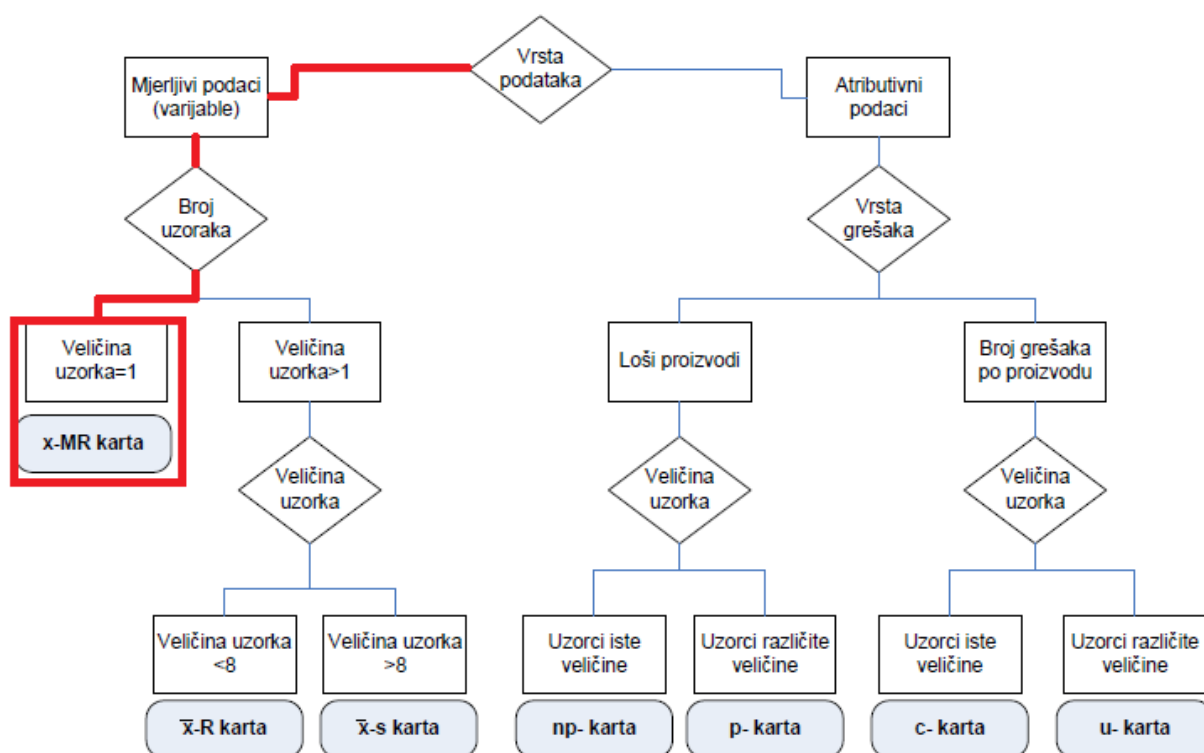 Vrsta
podataka
Mjerljivi podaci
(varijable)
Atributivni
podaci
Broj
uzoraka
Vrsta
grešaka
Veličina
uzorka=1
Veličina
uzorka>1
Loši proizvodi
Broj grešaka
po proizvodu
x-MR karta
Veličina
uzorka
Veličina
uzorka
Veličina
uzorka
Veličina uzorka
<8
Veličina uzorka
>8
Uzorci iste
veličine
Uzorci različite
veličine
Uzorci iste
veličine
Uzorci različite
veličine
x̅-R karta
x̅-s karta
np- karta
p- karta
c- karta
u- karta